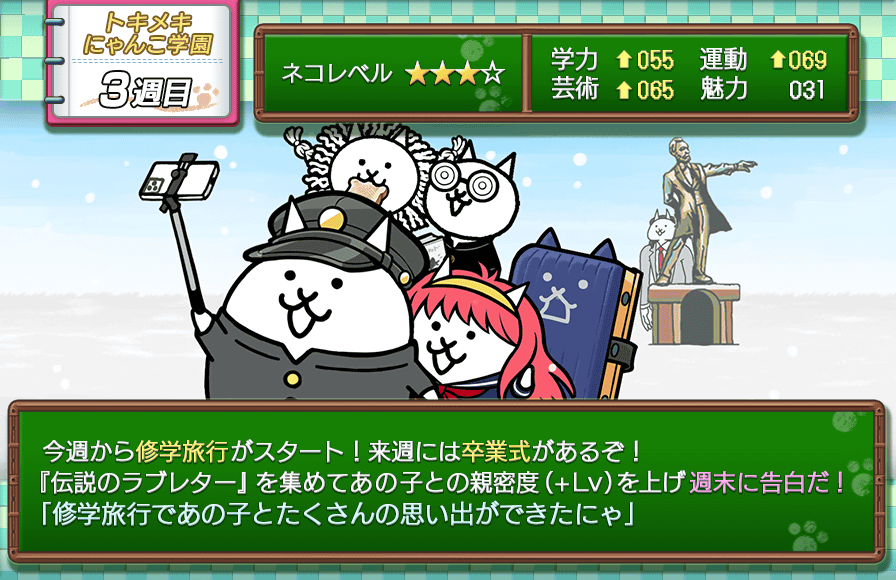 トキメキ
にゃんこ学園
3週目
ネコレベル ★★★☆
学力 ⬆055 運動 ⬆069
芸術 ⬆065 魅力 031
今週から修学旅行がスタート！来週には卒業式があるぞ！
『伝説のラブレター』を集めてあの子との親密度（+Lv）を上げ週末に告白だ！
「修学旅行であの子とたくさんの思い出ができたにゃ」